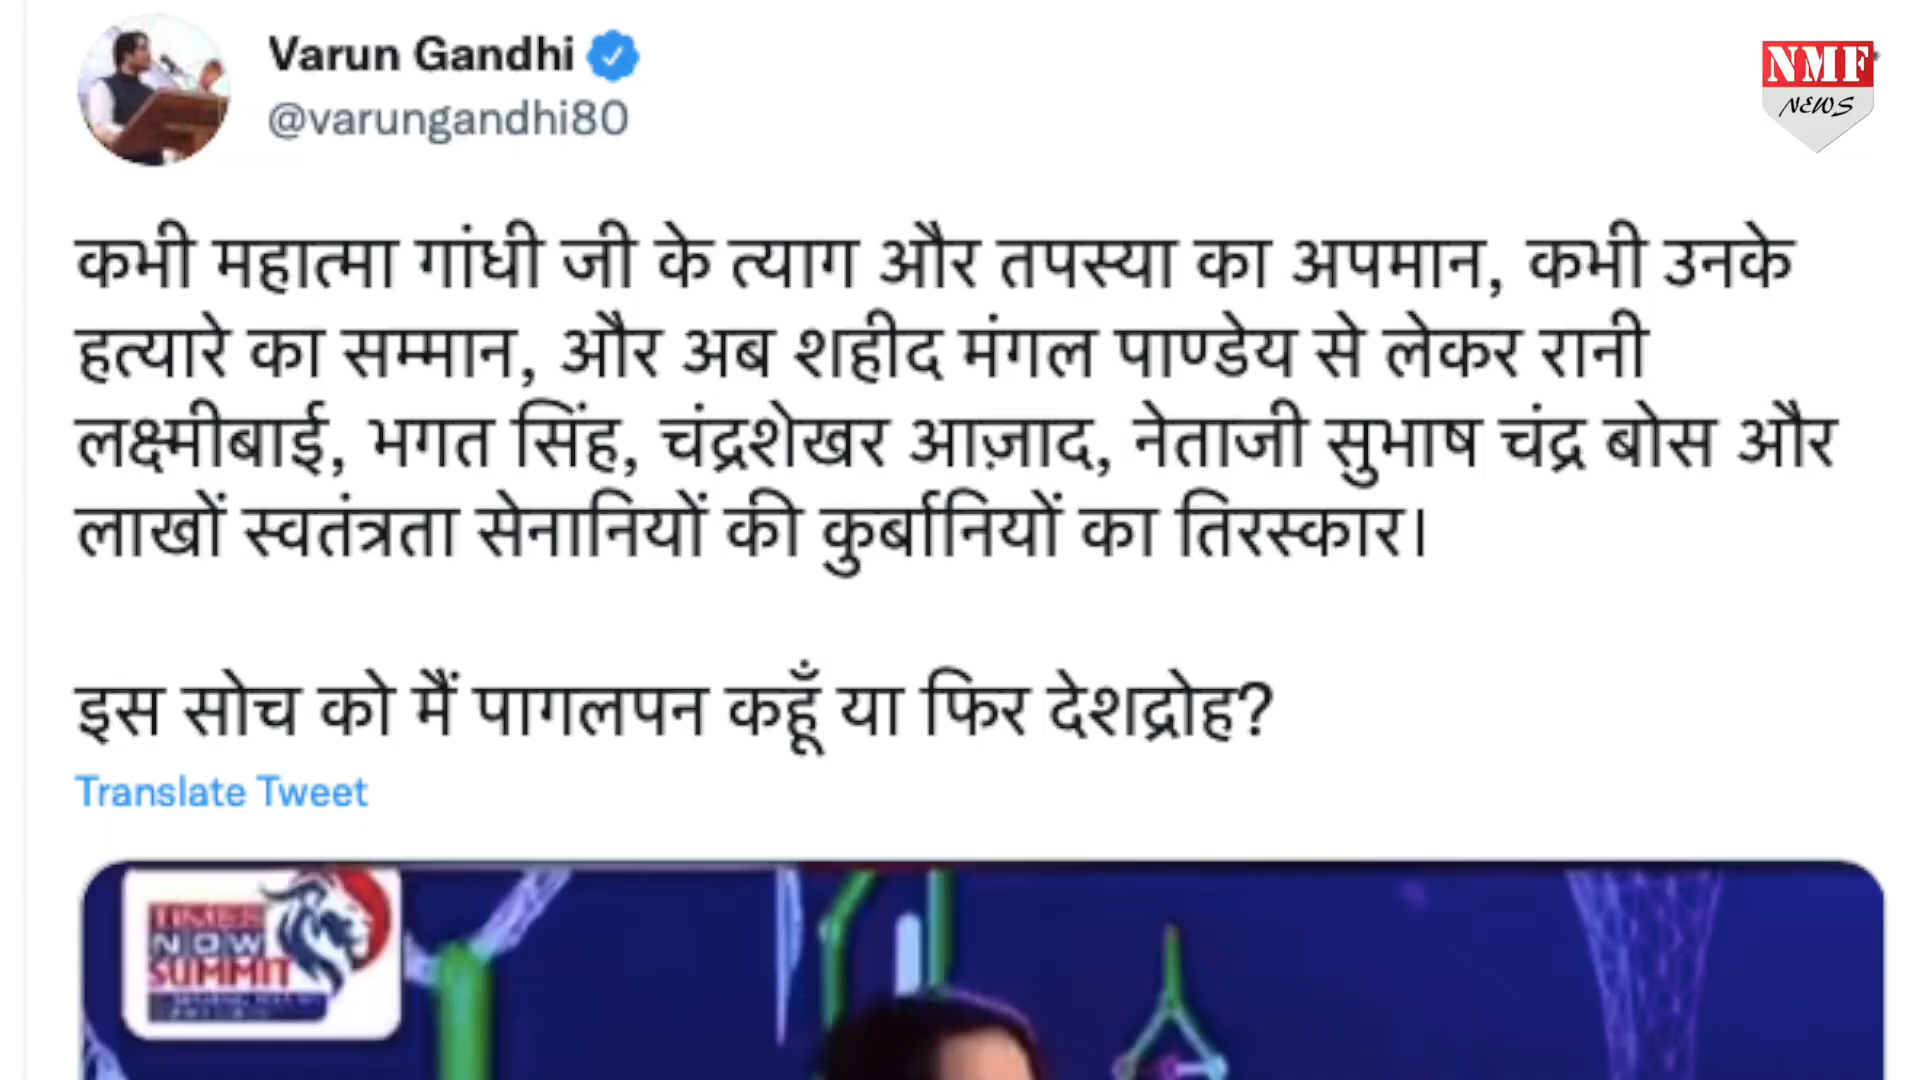 Varun Gandhi
@varungandhi80
NMF
NEWS
कभी महात्मा गांधी जी के त्याग और तपस्या का अपमान, कभी उनके
हत्यारे का सम्मान, और अब शहीद मंगल पाण्डेय से लेकर रानी
लक्ष्मीबाई, भगत सिंह, चंद्रशेखर आज़ाद, नेताजी सुभाष चंद्र बोस और
लाखों स्वतंत्रता सेनानियों की कुर्बानियों का तिरस्कार।
इस सोच को मैं पागलपन कहूँ या फिर देशद्रोह?
Translate Tweet
TIMES
NOW
SUMMIT